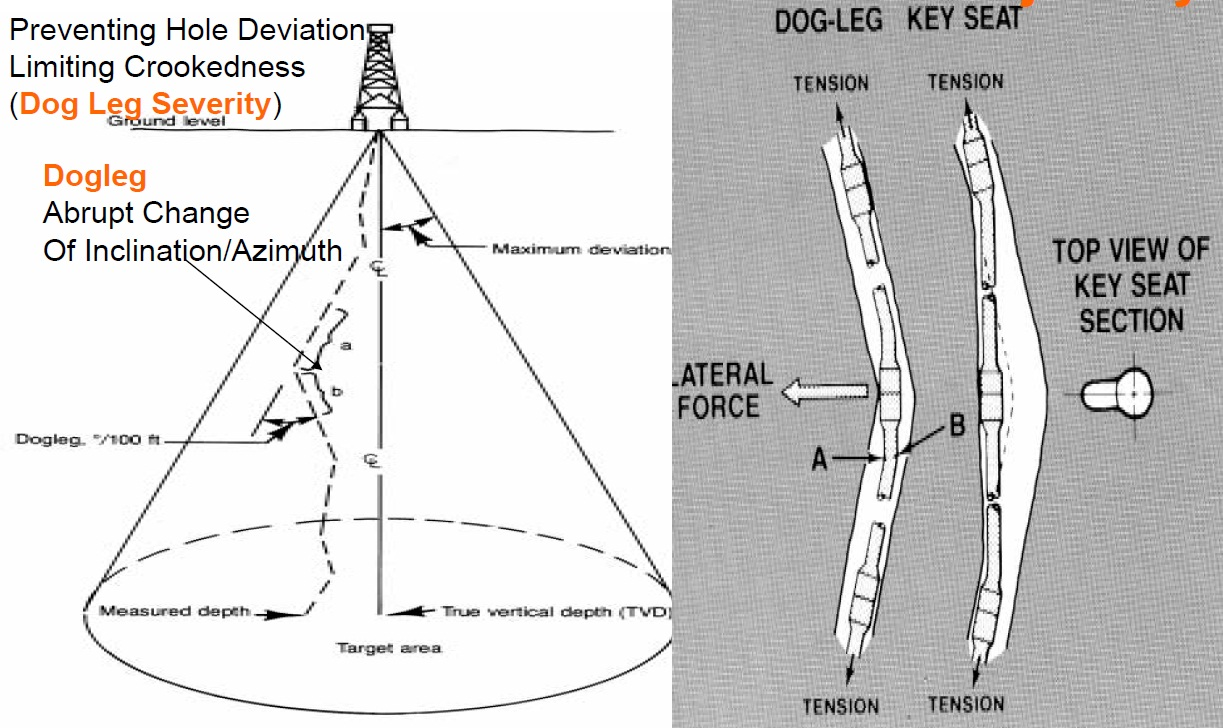 Preventing Hole Deviation
Limiting Crookedness
(Dog Leg Severity)
Ground level
Dogleg
Abrupt Change
Of Inclination/Azimuth
Maximum deviation
℄
a
b
Dogleg, °/100 ft
℄
Measured depth
True vertical depth (TVD)
Target area
DOG-LEG KEY SEAT
TENSION TENSION
TOP VIEW OF
KEY SEAT
SECTION
LATERAL
FORCE
A
B
TENSION TENSION